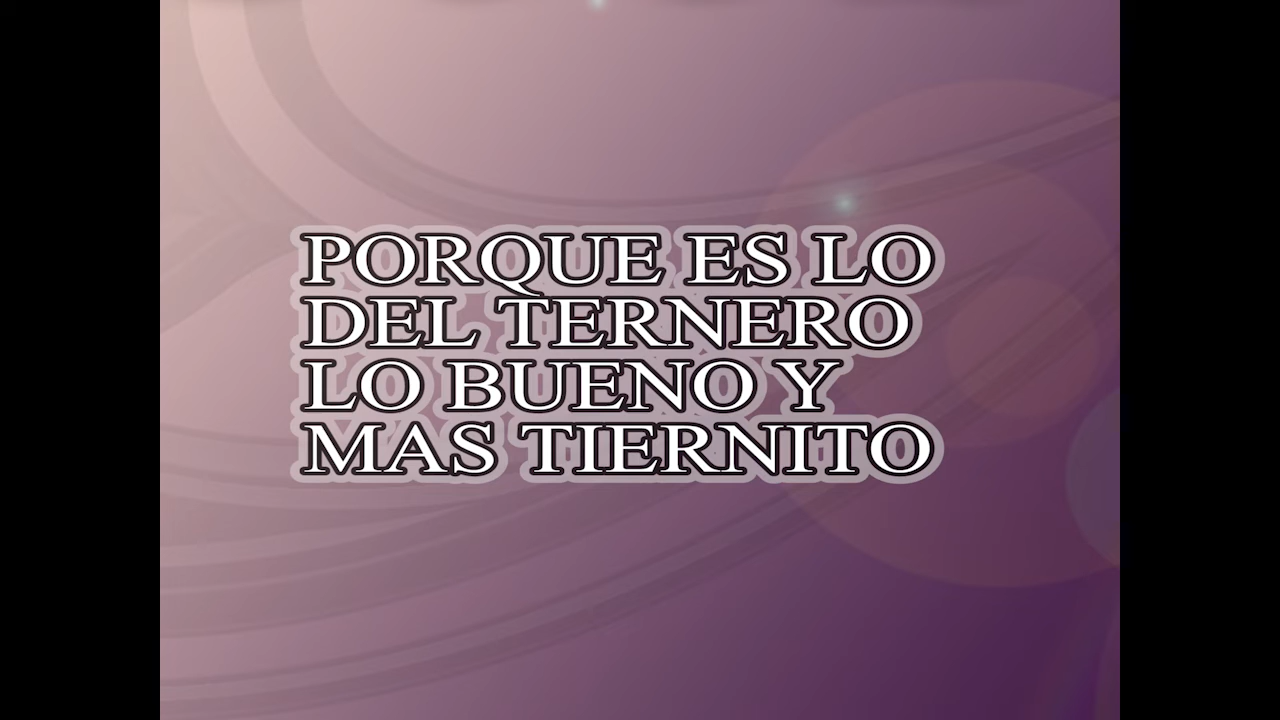 PORQUE ES LO
DEL TERNERO
LO BUENO Y
MAS TIERNITO